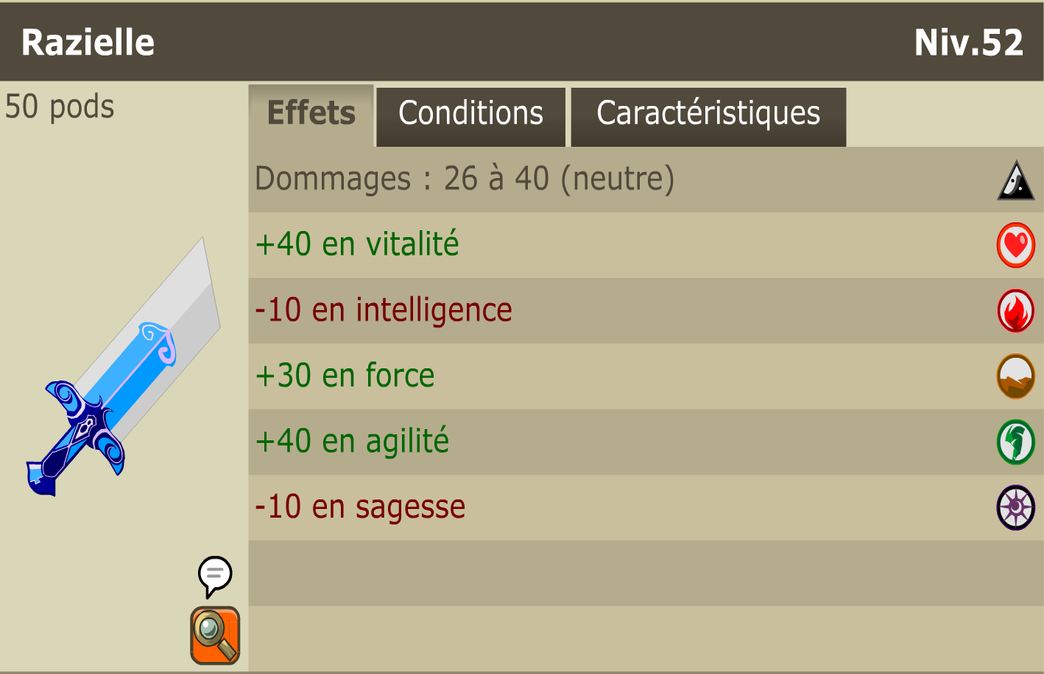 Razielle
Niv.52
50 pods
Effets
Conditions
Caractéristiques
Dommages : 26 à 40 (neutre)
+40 en vitalité
-10 en intelligence
+30 en force
+40 en agilité
-10 en sagesse